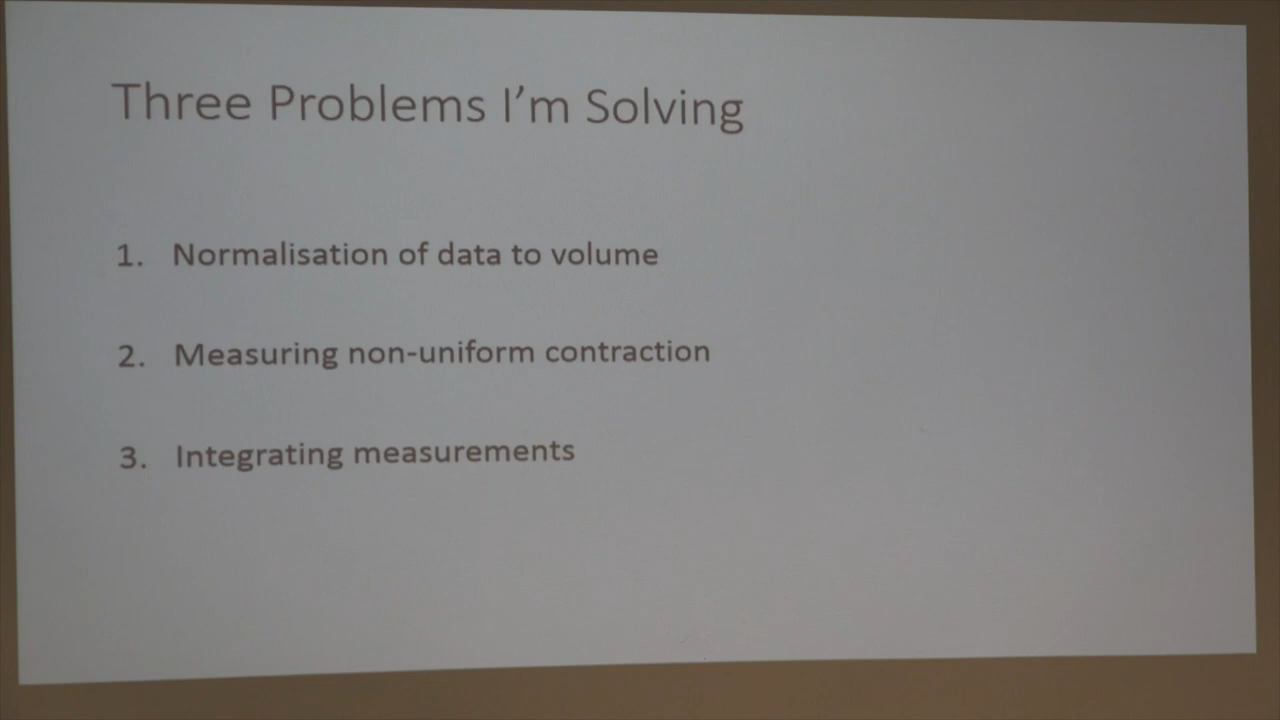 Three Problems I'm Solving
1. Normalisation of data to volume
2. Measuring non-uniform contraction
3. Integrating measurements